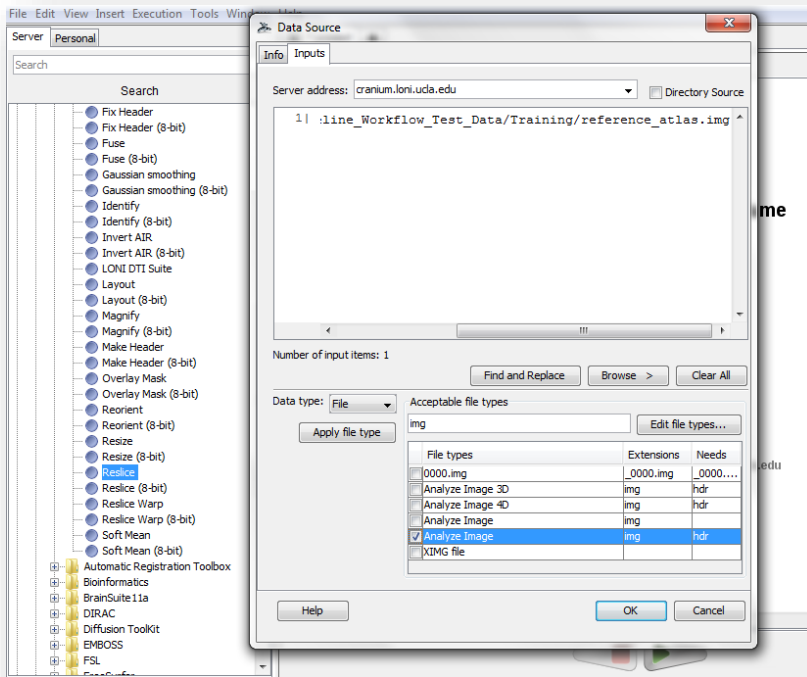 File Edit View Insert Execution Tools Window Help
Server Personal
Search
Search
Fix Header
Fix Header (8-bit)
Fuse
Fuse (8-bit)
Gaussian smoothing
Gaussian smoothing (8-bit)
Identify
Identify (8-bit)
Invert AIR
Invert AIR (8-bit)
LONI DTI Suite
Layout
Layout (8-bit)
Magnify
Magnify (8-bit)
Make Header
Make Header (8-bit)
Overlay Mask
Overlay Mask (8-bit)
Reorient
Reorient (8-bit)
Resize
Resize (8-bit)
Reslice
Reslice (8-bit)
Reslice Warp
Reslice Warp (8-bit)
Soft Mean
Soft Mean (8-bit)
Automatic Registration Toolbox
Bioinformatics
BrainSuite11a
DIRAC
Diffusion ToolKit
EMBOSS
FSL
FreeSurfer
Data Source
Info Inputs
Server address: cranium.loni.ucla.edu Directory Source
1| :line_Workflow_Test_Data/Training/reference_atlas.img
Number of input items: 1
Find and Replace Browse > Clear All
Data type: File Acceptable file types
img Edit file types...
Apply file type
File types Extensions Needs
0000.img _0000.img _0000....
Analyze Image 3D img hdr
Analyze Image 4D img hdr
Analyze Image img
Analyze Image img hdr
XIMG file
Help OK Cancel
me
.edu